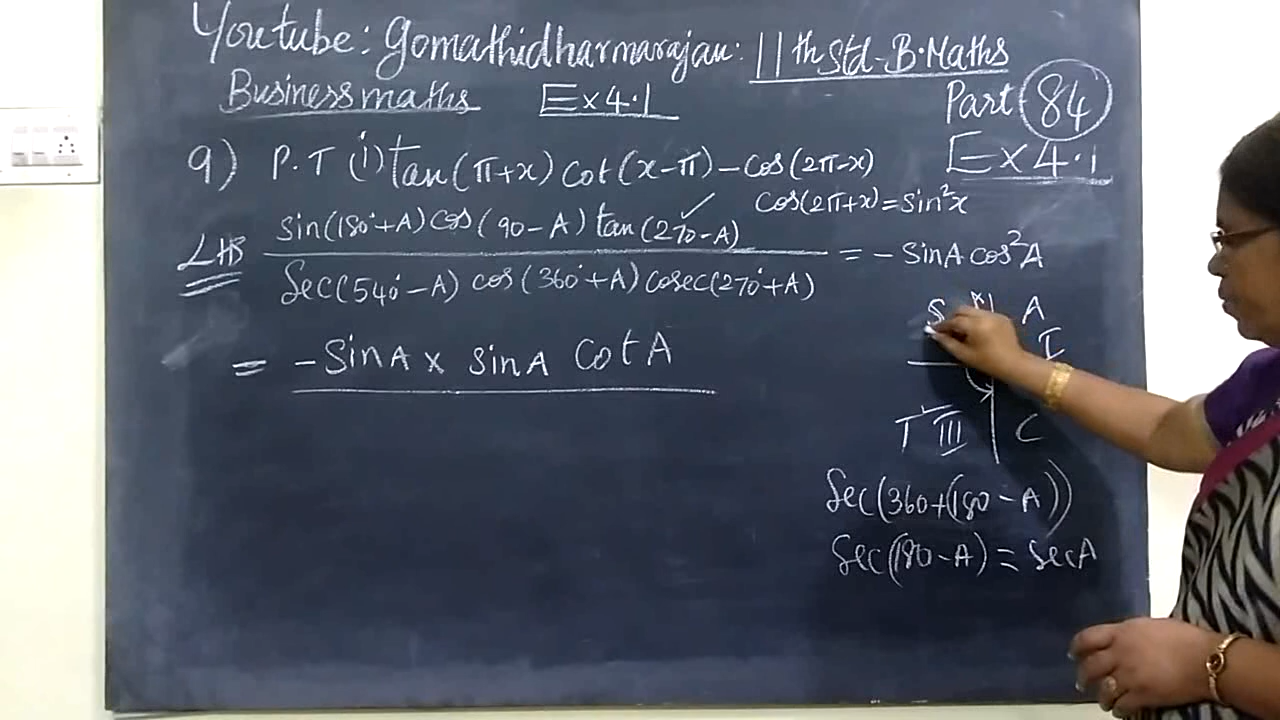 Youtube: Gomathidharmarajan: 11th Std-B.Maths
Business maths Ex 4.1
Part 84
Ex 4.1
9) P.T (i) tan(π+x) cot(x-π) - cos(2π-x)
cos(2π+x) = sin²x
LHS sin(180°+A) cos(90-A) tan(270-A) ✓
Sec(540°-A) cos(360°+A) cosec(270°+A)
= - sinA cos²A
S A
I
= - SinA x sinA CotA
T III C
Sec(360+(180-A))
Sec(180-A) = secA